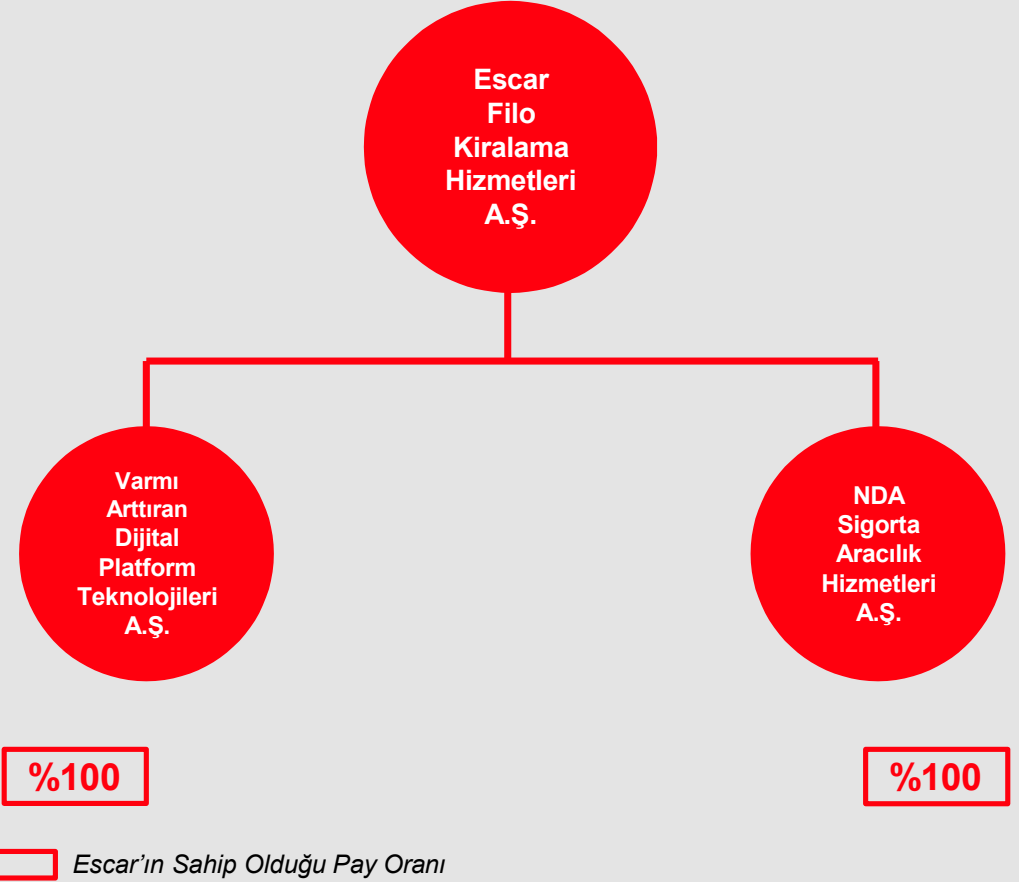 Escar
Filo
Kiralama
Hizmetleri
A.Ş.
Varmı
Arttıran
Dijital
Platform
Teknolojileri
A.Ş.
NDA
Sigorta
Aracılık
Hizmetleri
A.Ş.
%100
%100
Escar’ın Sahip Olduğu Pay Oranı